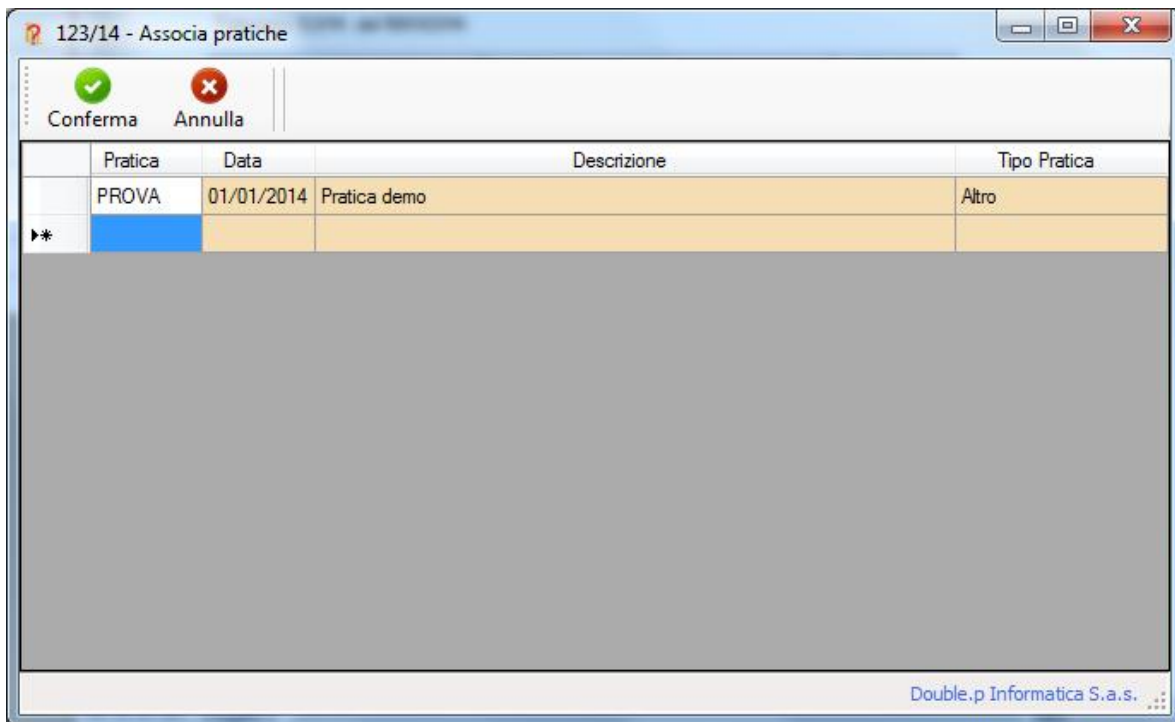 123/14 - Associa pratiche
Conferma Annulla
Pratica Data Descrizione Tipo Pratica
PROVA 01/01/2014 Pratica demo Altro
Double.p Informatica S.a.s.